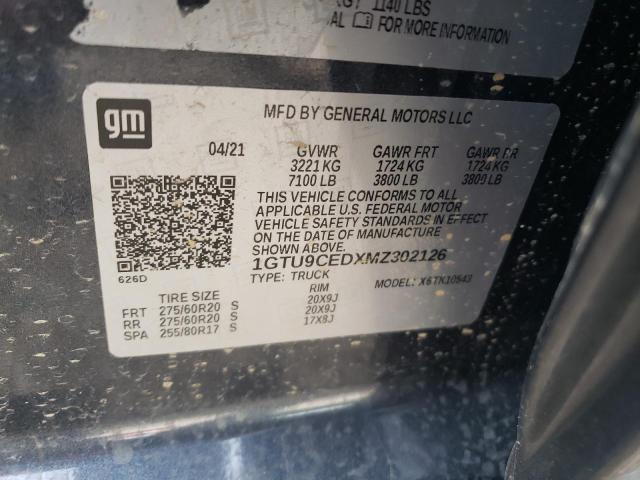 1140 LBS
FOR MORE INFORMATION
gm
MFD BY GENERAL MOTORS LLC
04/21 GVWR GAWR FRT GAWR RR
3221 KG 1724 KG 1724 KG
7100 LB 3800 LB 3800 LB
THIS VEHICLE CONFORMS TO ALL
APPLICABLE U.S. FEDERAL MOTOR
VEHICLE SAFETY STANDARDS IN EFFECT
ON THE DATE OF MANUFACTURE
SHOWN ABOVE.
626D
1GTU9CEDXMZ302126
TYPE: TRUCK MODEL: X6TK10543
TIRE SIZE RIM
FRT 275/60R20 S 20X9J
RR 275/60R20 S 20X9J
SPA 255/80R17 S 17X8J